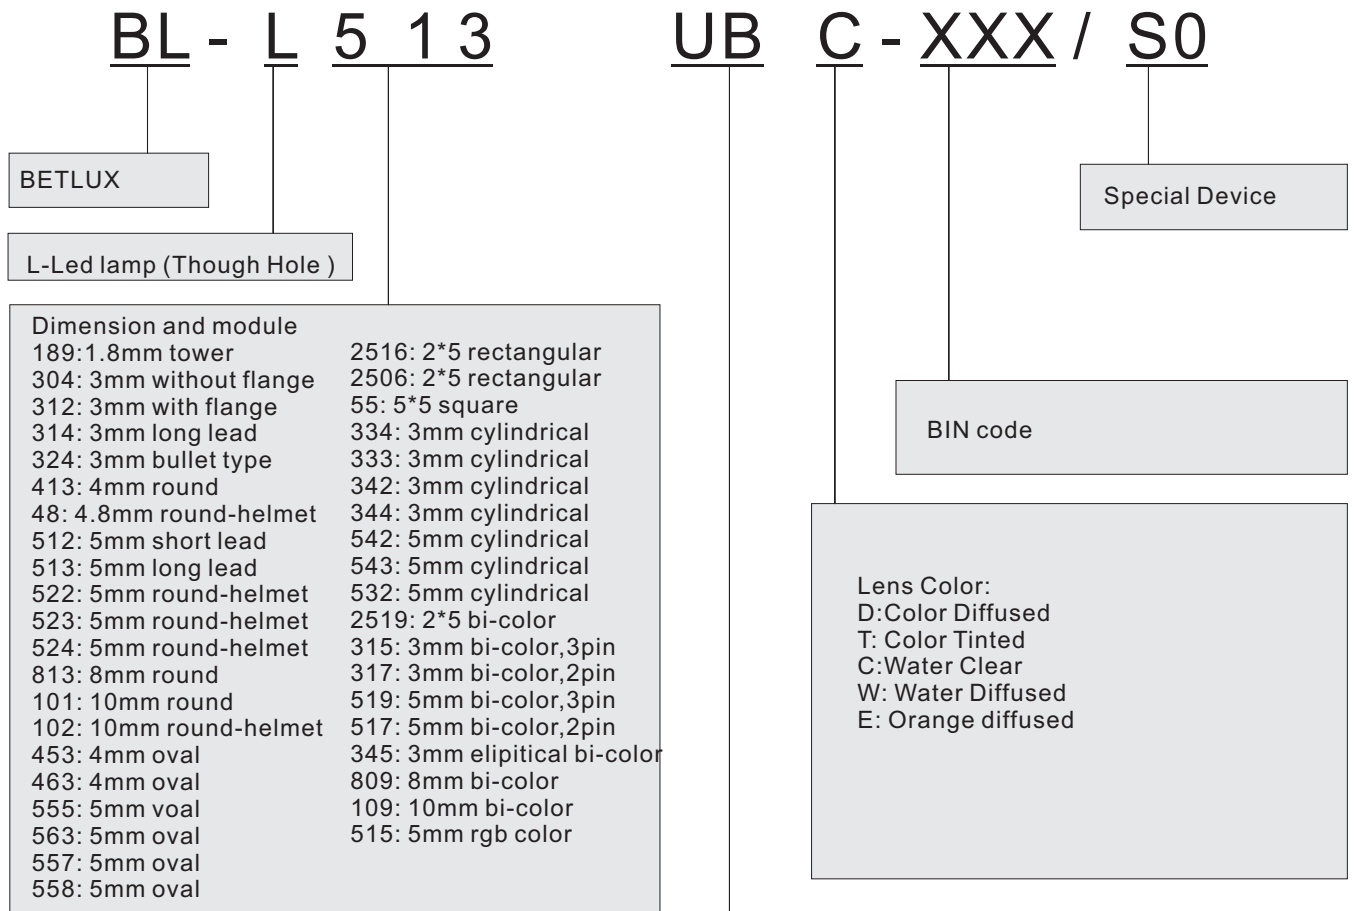 BL - L 5 1 3 UB C - XXX / S0
BETLUX
Special Device
L-Led lamp (Though Hole )
Dimension and module
189:1.8mm tower
304: 3mm without flange
312: 3mm with flange
314: 3mm long lead
324: 3mm bullet type
413: 4mm round
48: 4.8mm round-helmet
512: 5mm short lead
513: 5mm long lead
522: 5mm round-helmet
523: 5mm round-helmet
524: 5mm round-helmet
813: 8mm round
101: 10mm round
102: 10mm round-helmet
453: 4mm oval
463: 4mm oval
555: 5mm voal
563: 5mm oval
557: 5mm oval
558: 5mm oval
2516: 2*5 rectangular
2506: 2*5 rectangular
55: 5*5 square
334: 3mm cylindrical
333: 3mm cylindrical
342: 3mm cylindrical
344: 3mm cylindrical
542: 5mm cylindrical
543: 5mm cylindrical
532: 5mm cylindrical
2519: 2*5 bi-color
315: 3mm bi-color,3pin
317: 3mm bi-color,2pin
519: 5mm bi-color,3pin
517: 5mm bi-color,2pin
345: 3mm elipitical bi-color
809: 8mm bi-color
109: 10mm bi-color
515: 5mm rgb color
BIN code
Lens Color:
D:Color Diffused
T: Color Tinted
C:Water Clear
W: Water Diffused
E: Orange diffused